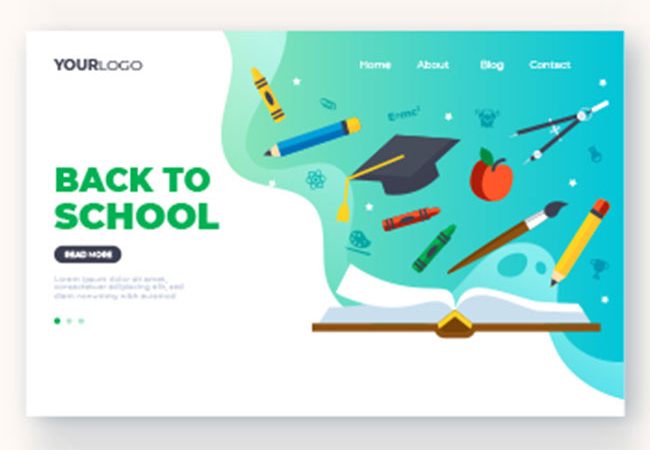 YOURLOGO
Home About Blog Contact
E=mc²
BACK TO
SCHOOL
READ MORE
Lorem ipsum dolor sit amet,
consectetuer adipiscing elit, sed
diam nonummy nibh euismod